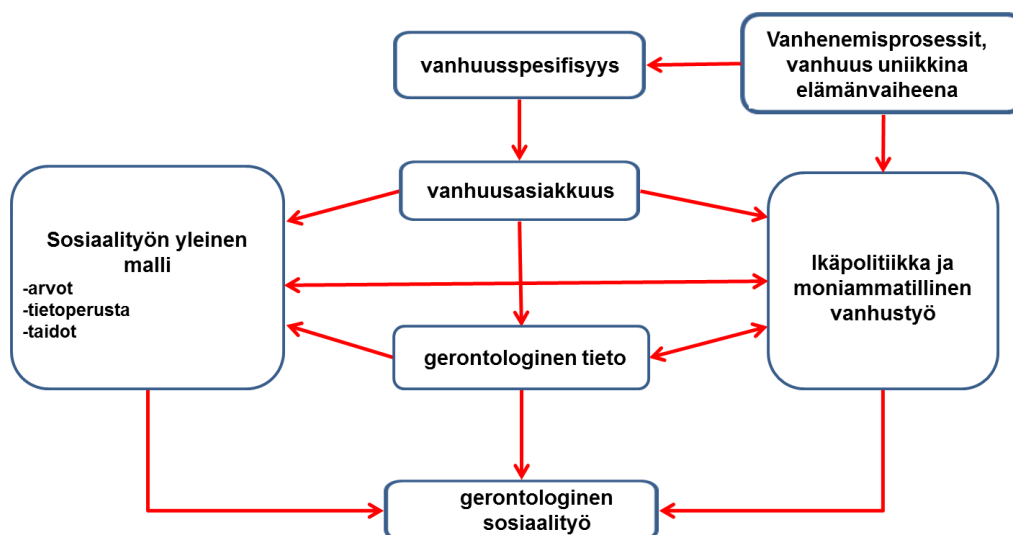 vanhuusspesifisyys
Vanhenemisprosessit,
vanhuus uniikkina
elämänvaiheena
vanhuusasiakkuus
Sosiaalityön yleinen
malli
-arvot
-tietoperusta
-taidot
Ikäpolitiikka ja
moniammatillinen
vanhustyö
gerontologinen tieto
gerontologinen
sosiaalityö